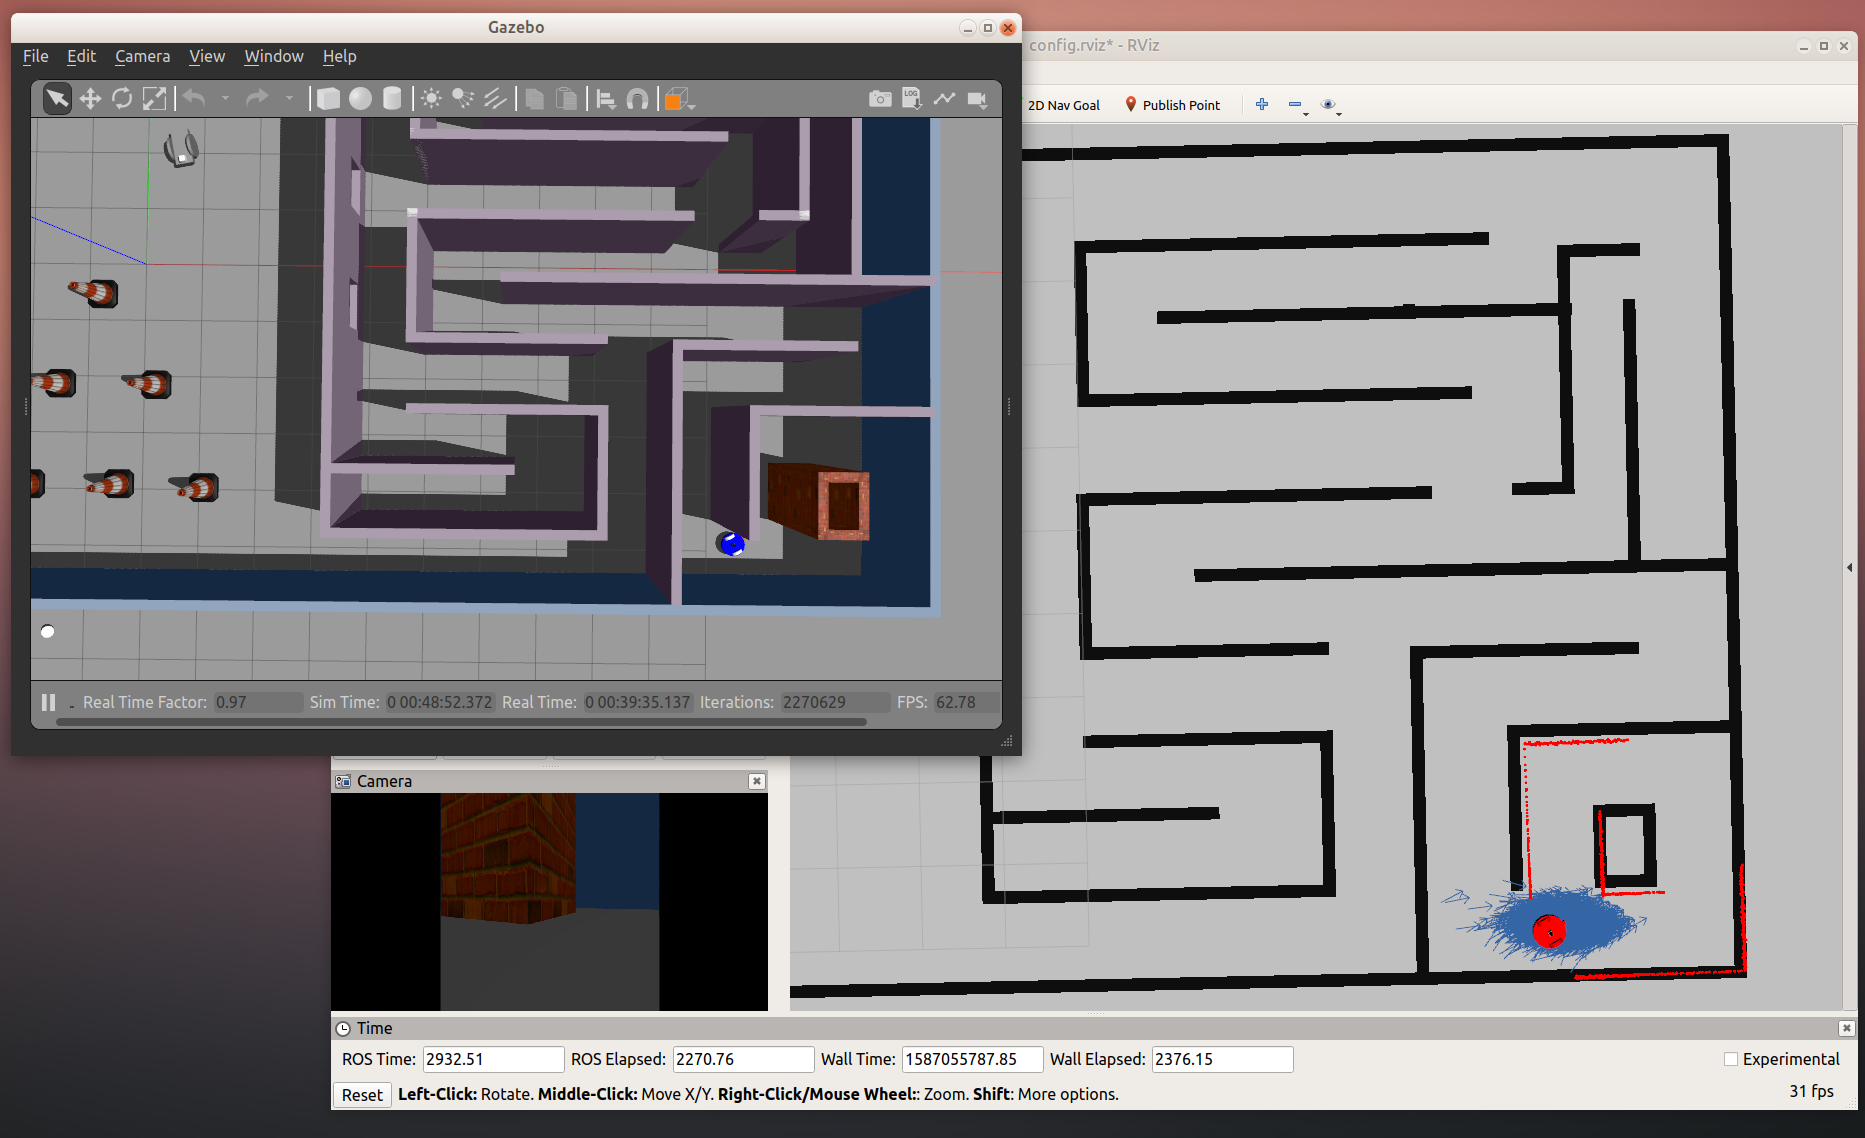 Gazebo
config.rviz* - RViz
File Edit Camera View Window Help
LOG
2D Nav Goal Publish Point
Real Time Factor: 0.97 Sim Time: 0 00:48:52.372 Real Time: 0 00:39:35.137 Iterations: 2270629 FPS: 62.78
Camera
Time
ROS Time: 2932.51 ROS Elapsed: 2270.76 Wall Time: 1587055787.85 Wall Elapsed: 2376.15 Experimental
Reset Left-Click: Rotate. Middle-Click: Move X/Y. Right-Click/Mouse Wheel:: Zoom. Shift: More options. 31 fps